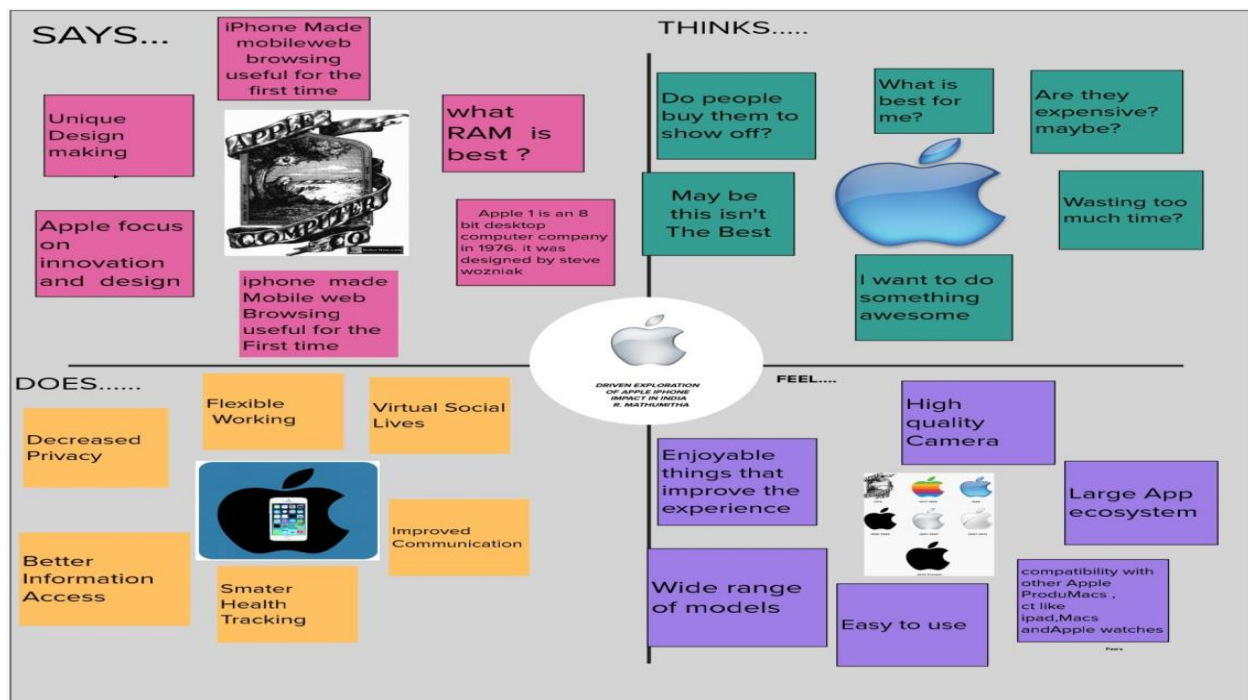 SAYS...
iPhone Made
mobileweb
browsing
useful for the
first time
Unique
Design
making
what
RAM is
best ?
APPLE
COMPUTER
CO
Apple focus
on
innovation
and design
Apple 1 is an 8
bit desktop
computer company
in 1976. it was
designed by steve
wozniak
iphone made
Mobile web
Browsing
useful for the
First time
THINKS.....
Do people
buy them to
show off?
What is
best for
me?
Are they
expensive?
maybe?
May be
this isn't
The Best
Wasting too
much time?
I want to do
something
awesome
DRIVEN EXPLORATION
OF APPLE IPHONE
IMPACT IN INDIA
R. MATHUMITHA
DOES......
Decreased
Privacy
Flexible
Working
Virtual Social
Lives
Better
Information
Access
Smater
Health
Tracking
Improved
Communication
FEEL....
High
quality
Camera
Enjoyable
things that
improve the
experience
Large App
ecosystem
Wide range
of models
Easy to use
compatibility with
other Apple
ProduMacs ,
ct like
ipad,Macs
andApple watches